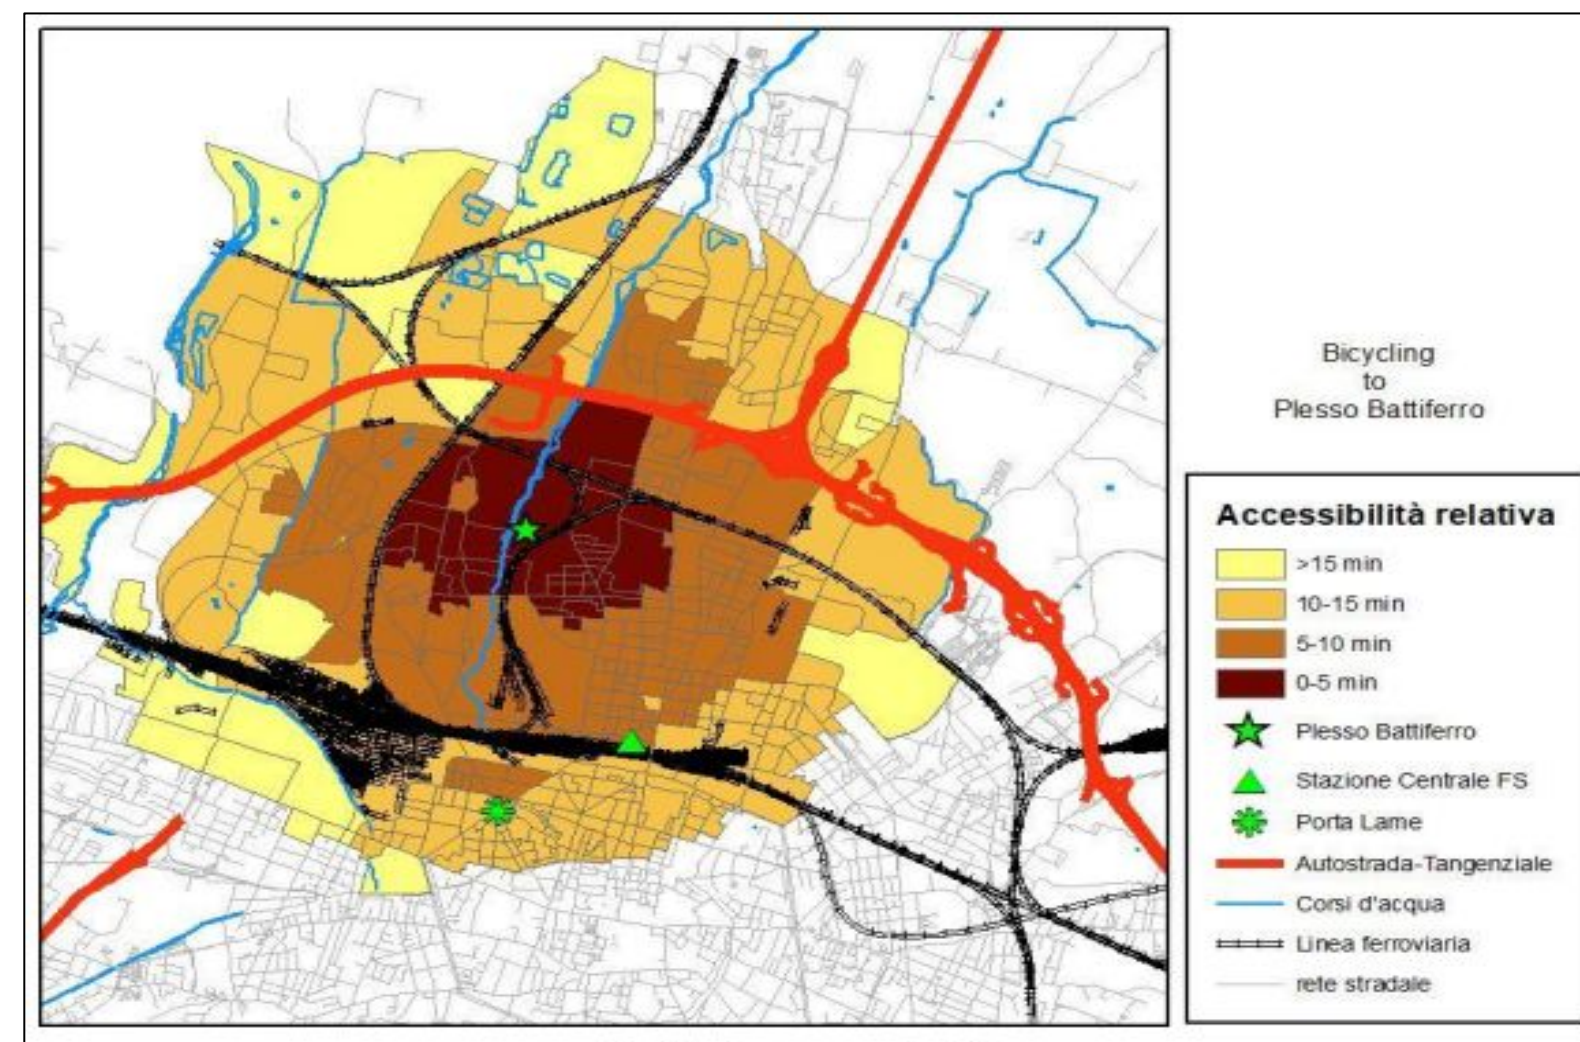 Bicycling
to
Plesso Battiferro
Accessibilità relativa
>15 min
10-15 min
5-10 min
0-5 min
Plesso Battiferro
Stazione Centrale FS
Porta Lame
Autostrada-Tangenziale
Corsi d'acqua
Linea ferroviaria
rete stradale